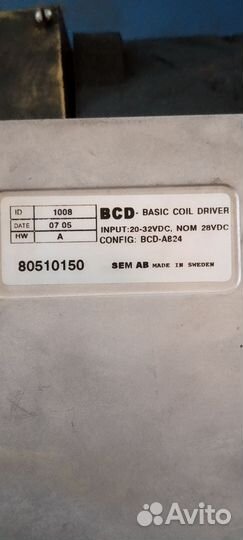 ID 1008
DATE 07 05
HW A
80510150
BCD - BASIC COIL DRIVER
INPUT:20-32VDC, NOM 28VDC
CONFIG: BCD-A824
SEM AB MADE IN SWEDEN
Avito